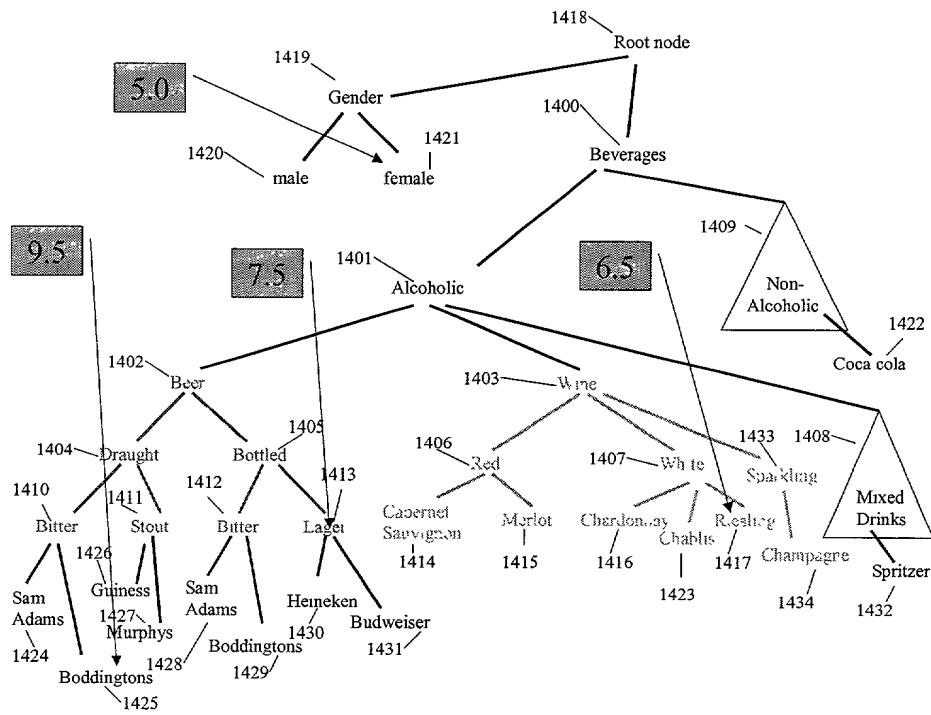 1418
Root node
1419
5.0
Gender
1400
1420
1421
male
female
Beverages
9.5
7.5
1401
6.5
1409
Alcoholic
Non-
Alcoholic
1422
Coca cola
1402
Beer
1403
Wine
1404
Draught
1405
Bottled
1406
Red
1407
White
1433
Sparkling
1408
1410
1411
1412
1413
Bitter
Stout
Bitter
Lager
Cabernet
Sauvignon
Merlot
Chardonnay
Chablis
Riesling
Mixed
Drinks
1414
1415
1416
1417
Champagne
1426
Guiness
1423
1434
Spritzer
1432
Sam
Adams
1427
Murphys
Sam
Adams
Heineken
1430
Budweiser
1431
1424
1428
Boddingtons
1429
Boddingtons
1425